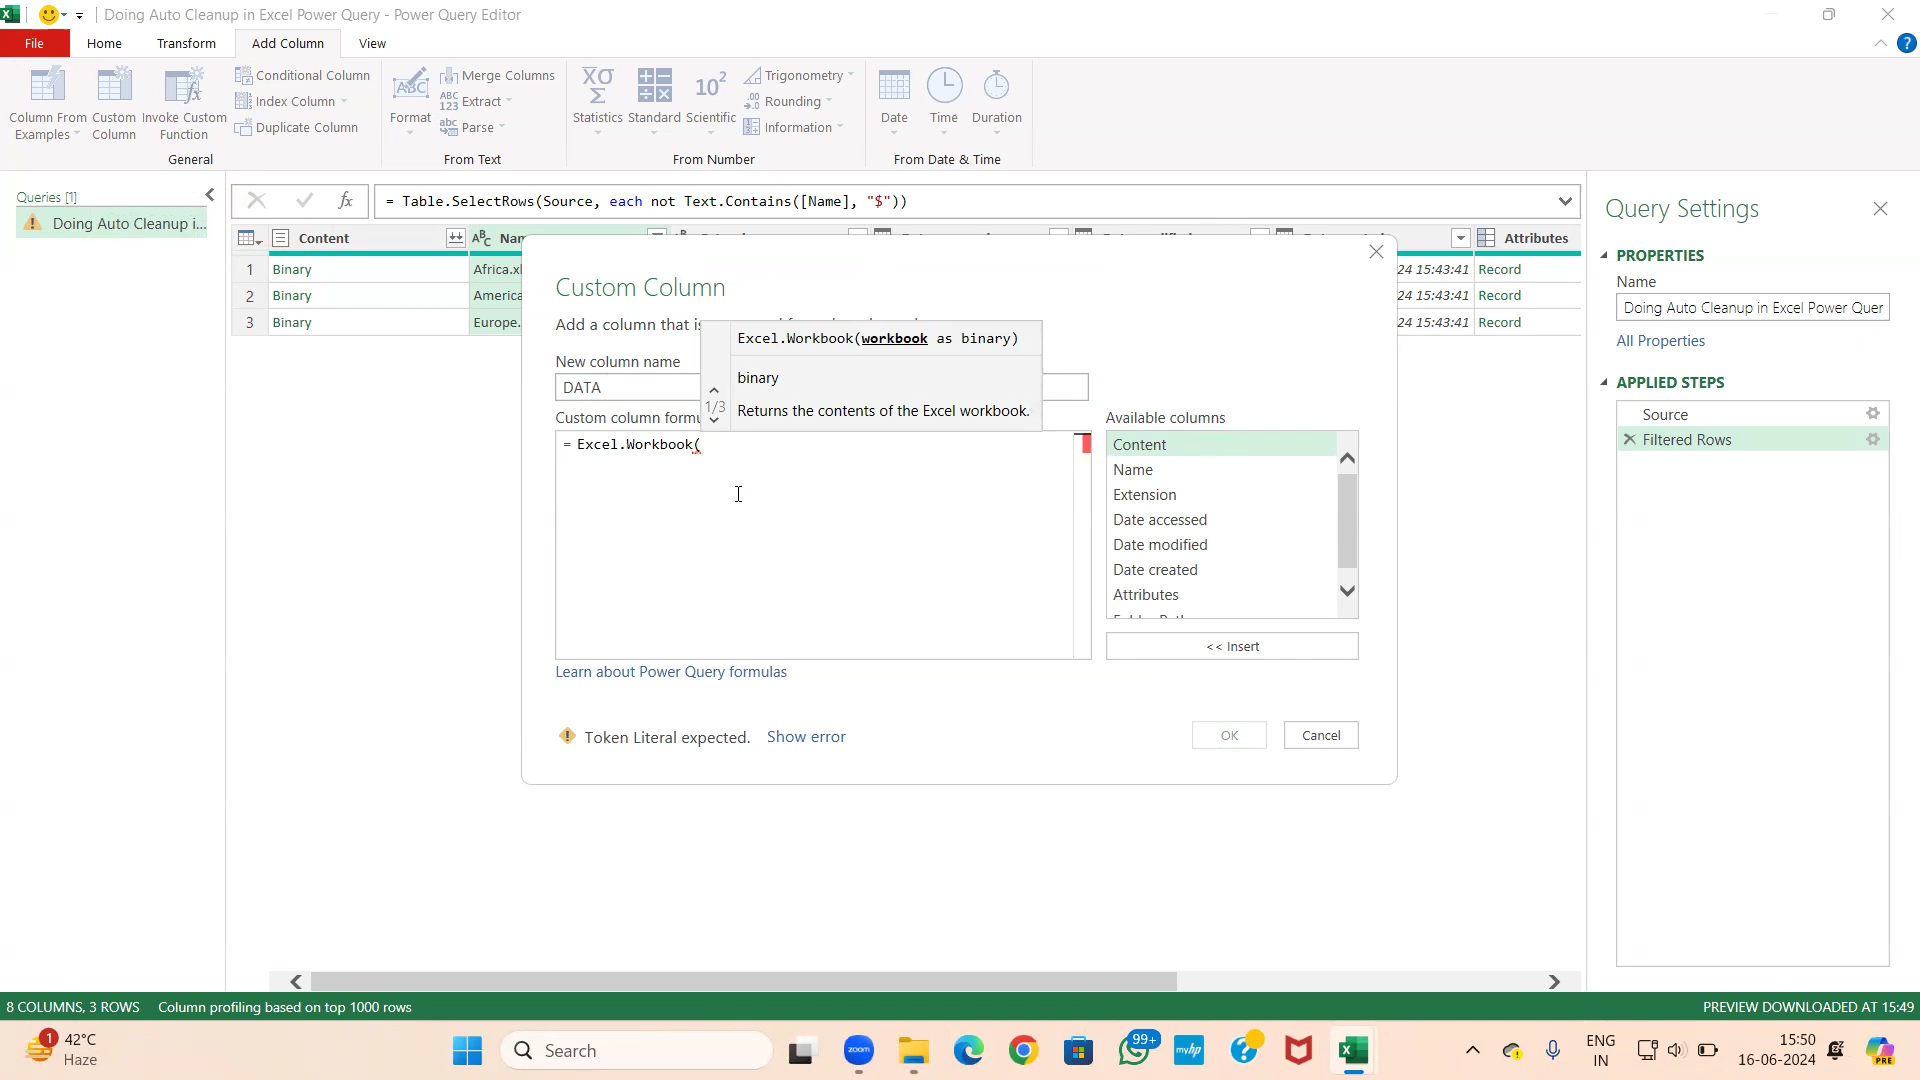 Doing Auto Cleanup in Excel Power Query - Power Query Editor
File Home Transform Add Column View
Column From Examples
Custom Column
Invoke Custom Function
Conditional Column
Index Column
Duplicate Column
General
Format
Merge Columns
Extract
Parse
From Text
Statistics
Standard
Scientific
Trigonometry
Rounding
Information
From Number
Date
Time
Duration
From Date & Time
Queries [1]
Doing Auto Cleanup i...
= Table.SelectRows(Source, each not Text.Contains([Name], "$"))
Content
Attributes
1 Binary Africa.xl 24 15:43:41 Record
2 Binary America 24 15:43:41 Record
3 Binary Europe. 24 15:43:41 Record
Custom Column
Add a column that is
New column name
DATA
Custom column formu
= Excel.Workbook(
Excel.Workbook(workbook as binary)
binary
1/3
Returns the contents of the Excel workbook.
Available columns
Content
Name
Extension
Date accessed
Date modified
Date created
Attributes
<< Insert
Learn about Power Query formulas
Token Literal expected. Show error
OK
Cancel
Query Settings
PROPERTIES
Name
Doing Auto Cleanup in Excel Power Quer
All Properties
APPLIED STEPS
Source
Filtered Rows
8 COLUMNS, 3 ROWS Column profiling based on top 1000 rows
PREVIEW DOWNLOADED AT 15:49
1
42°C
Haze
Search
zoom
99+
myhp
ENG
IN
15:50
16-06-2024
PRE